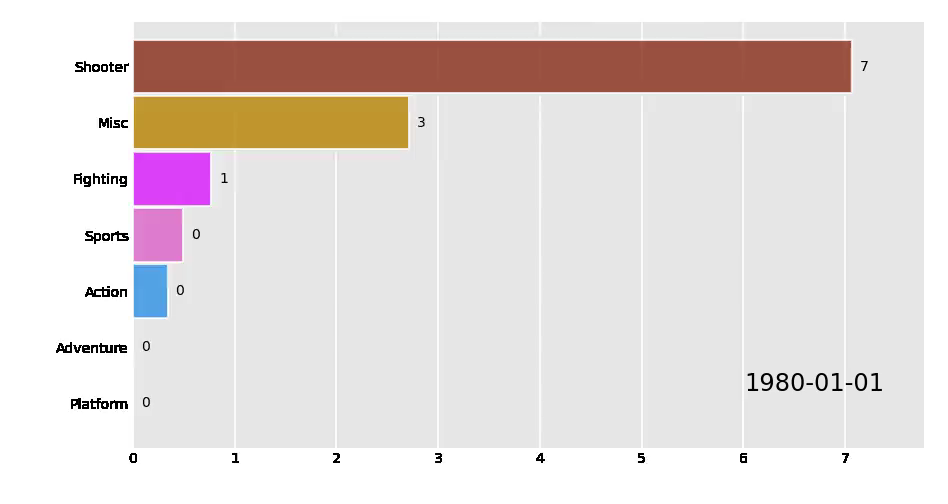 Shooter 7
Misc 3
Fighting 1
Sports 0
Action 0
Adventure 0
1980-01-01
Platform 0
0 1 2 3 4 5 6 7